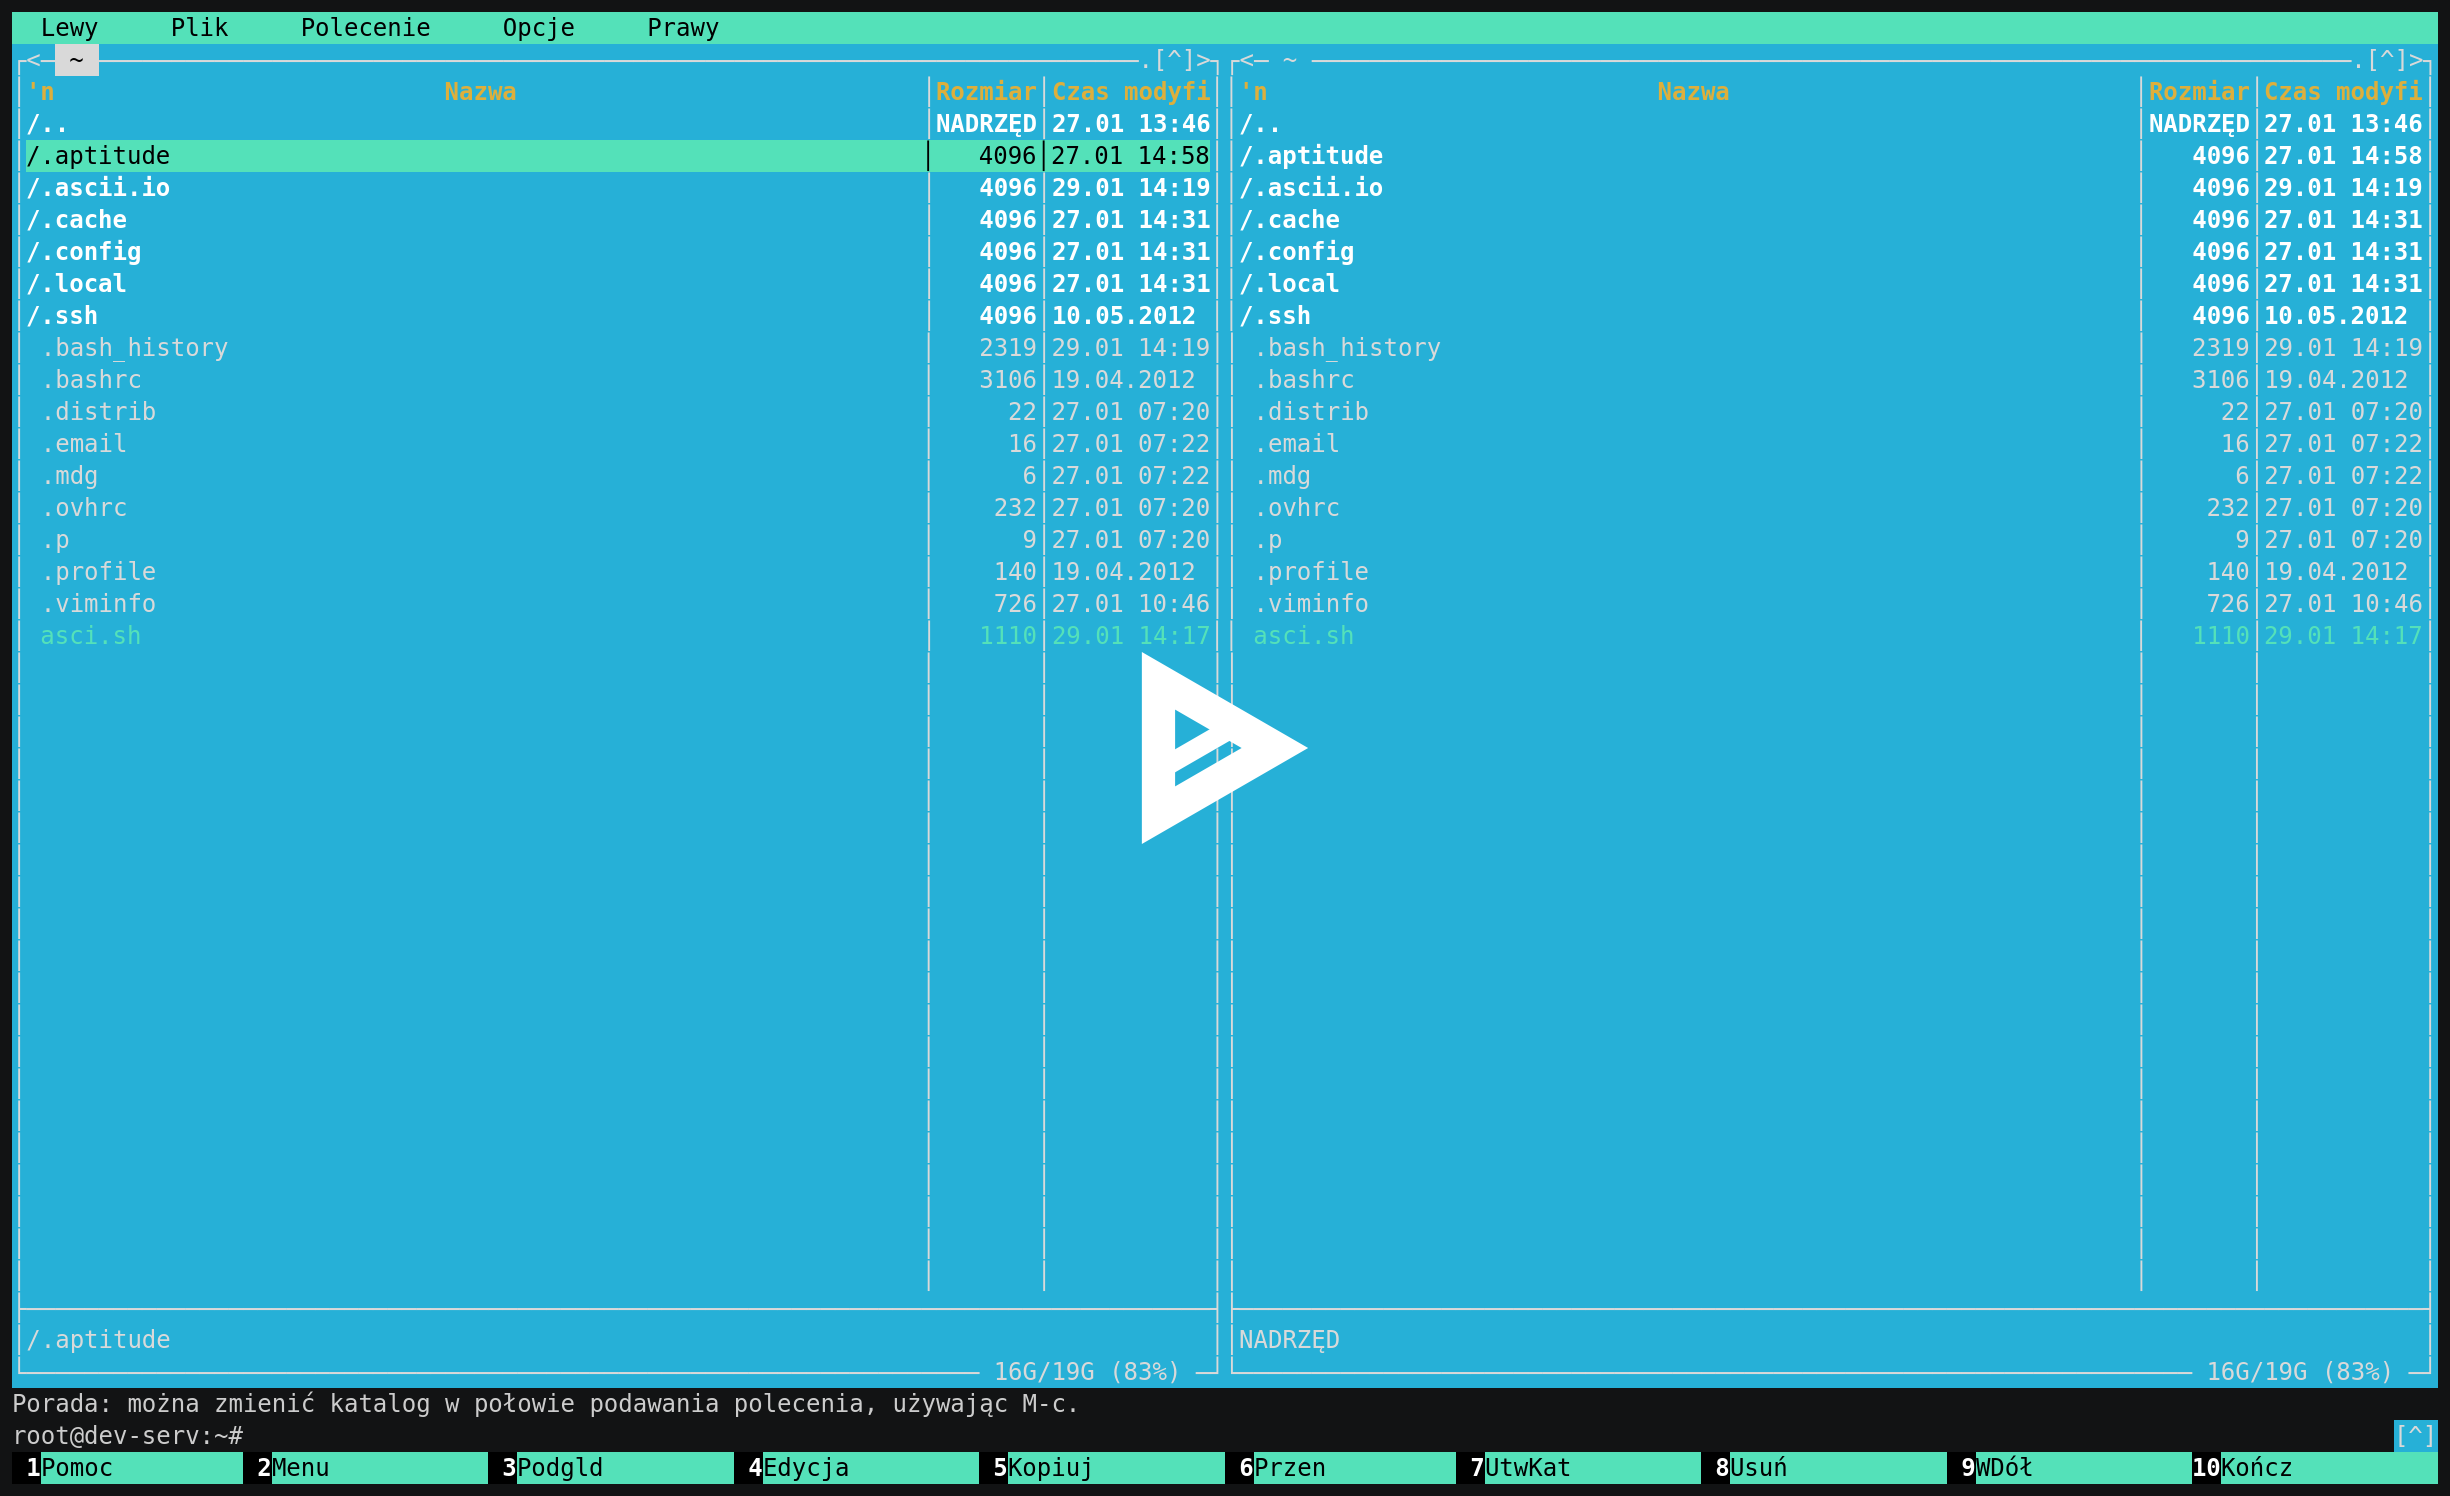 Lewy Plik Polecenie Opcje Prawy
<─ ~ .[^]> <─ ~ .[^]>
'n Nazwa Rozmiar Czas modyfi 'n Nazwa Rozmiar Czas modyfi
/.. NADRZĘD 27.01 13:46 /.. NADRZĘD 27.01 13:46
/.aptitude 4096 27.01 14:58 /.aptitude 4096 27.01 14:58
/.ascii.io 4096 29.01 14:19 /.ascii.io 4096 29.01 14:19
/.cache 4096 27.01 14:31 /.cache 4096 27.01 14:31
/.config 4096 27.01 14:31 /.config 4096 27.01 14:31
/.local 4096 27.01 14:31 /.local 4096 27.01 14:31
/.ssh 4096 10.05.2012 /.ssh 4096 10.05.2012
.bash_history 2319 29.01 14:19 .bash_history 2319 29.01 14:19
.bashrc 3106 19.04.2012 .bashrc 3106 19.04.2012
.distrib 22 27.01 07:20 .distrib 22 27.01 07:20
.email 16 27.01 07:22 .email 16 27.01 07:22
.mdg 6 27.01 07:22 .mdg 6 27.01 07:22
.ovhrc 232 27.01 07:20 .ovhrc 232 27.01 07:20
.p 9 27.01 07:20 .p 9 27.01 07:20
.profile 140 19.04.2012 .profile 140 19.04.2012
.viminfo 726 27.01 10:46 .viminfo 726 27.01 10:46
asci.sh 1110 29.01 14:17 asci.sh 1110 29.01 14:17
/.aptitude NADRZĘD
16G/19G (83%) 16G/19G (83%)
Porada: można zmienić katalog w połowie podawania polecenia, używając M-c.
root@dev-serv:~# [^]
1Pomoc 2Menu 3Podgld 4Edycja 5Kopiuj 6Przen 7UtwKat 8Usuń 9WDół 10Kończ